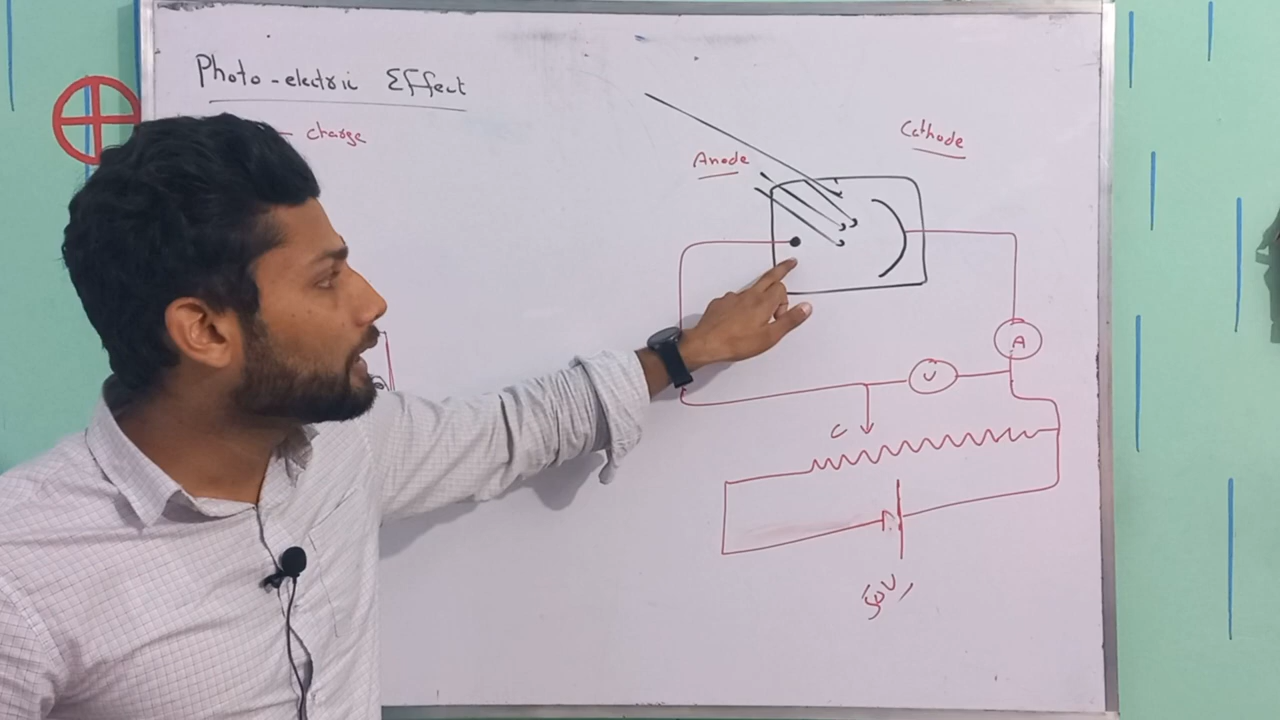 Photo-electric Effect
- charge
Cathode
Anode
A
V
C
50V